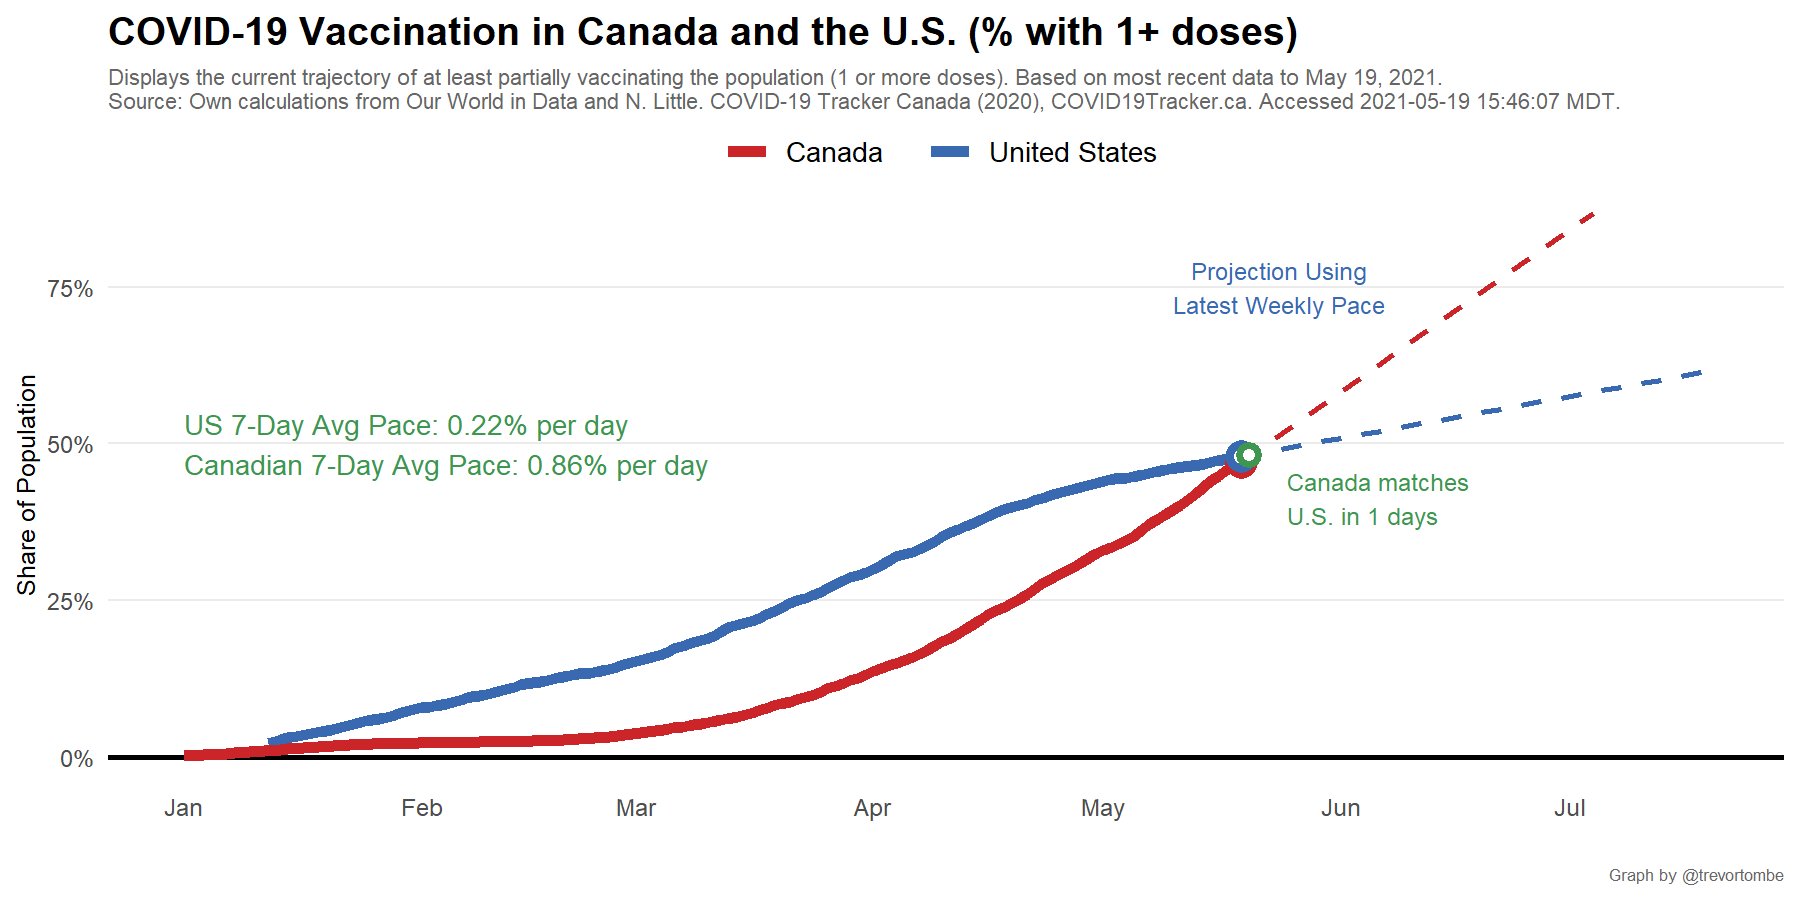 COVID-19 Vaccination in Canada and the U.S. (% with 1+ doses)
Displays the current trajectory of at least partially vaccinating the population (1 or more doses). Based on most recent data to May 19, 2021.
Source: Own calculations from Our World in Data and N. Little. COVID-19 Tracker Canada (2020), COVID19Tracker.ca. Accessed 2021-05-19 15:46:07 MDT.
Canada United States
Projection Using
Latest Weekly Pace
75%
US 7-Day Avg Pace: 0.22% per day
Canadian 7-Day Avg Pace: 0.86% per day
50%
Canada matches
U.S. in 1 days
Share of Population
25%
0%
Jan Feb Mar Apr May Jun Jul
Graph by @trevortombe